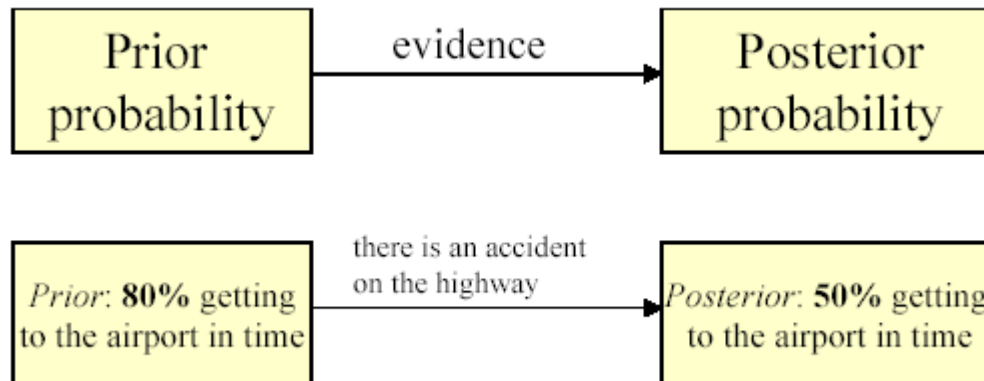 Prior
probability
evidence
Posterior
probability
Prior: 80% getting
to the airport in time
there is an accident
on the highway
Posterior: 50% getting
to the airport in time